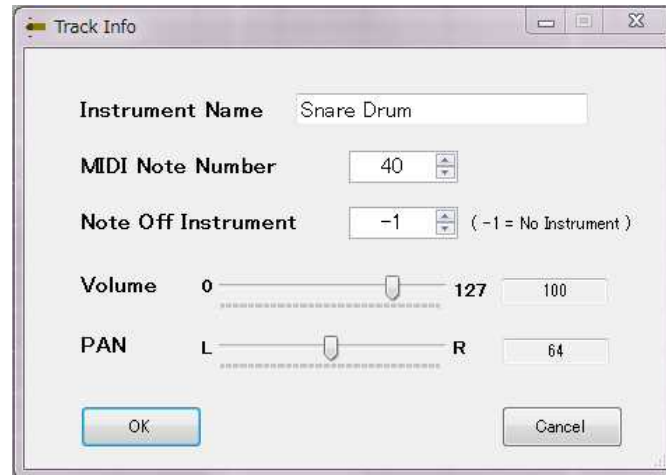 Track Info
Instrument Name Snare Drum
MIDI Note Number 40
Note Off Instrument -1 ( -1 = No Instrument )
Volume 0 127 100
PAN L R 64
OK Cancel